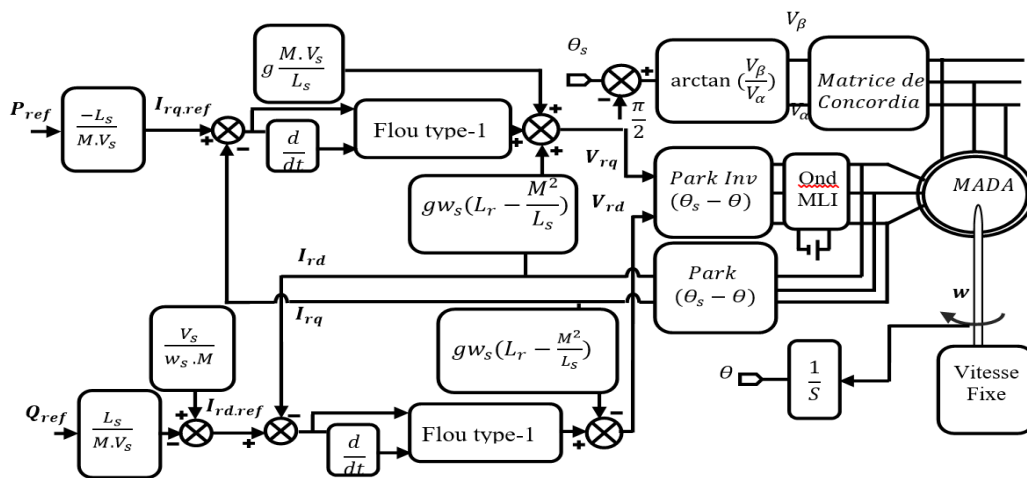 P_ref
−L_s / M.V_s
I_rq.ref
+
−
g M.V_s / L_s
d/dt
Flou type-1
+
+
+
gw_s(L_r − M² / L_s)
θ_s
+
−
π/2
arctan (V_β / V_α)
V_β
V_α
Matrice de
Concordia
V_rq
V_rd
Park Inv
(θ_s − θ)
Ond
MLI
MADA
Park
(θ_s − θ)
I_rd
I_rq
w
Vitesse
Fixe
1/S
θ
Q_ref
L_s / M.V_s
V_s / w_s.M
+
−
I_rd.ref
+
−
d/dt
Flou type-1
gw_s(L_r − M² / L_s)
−
+